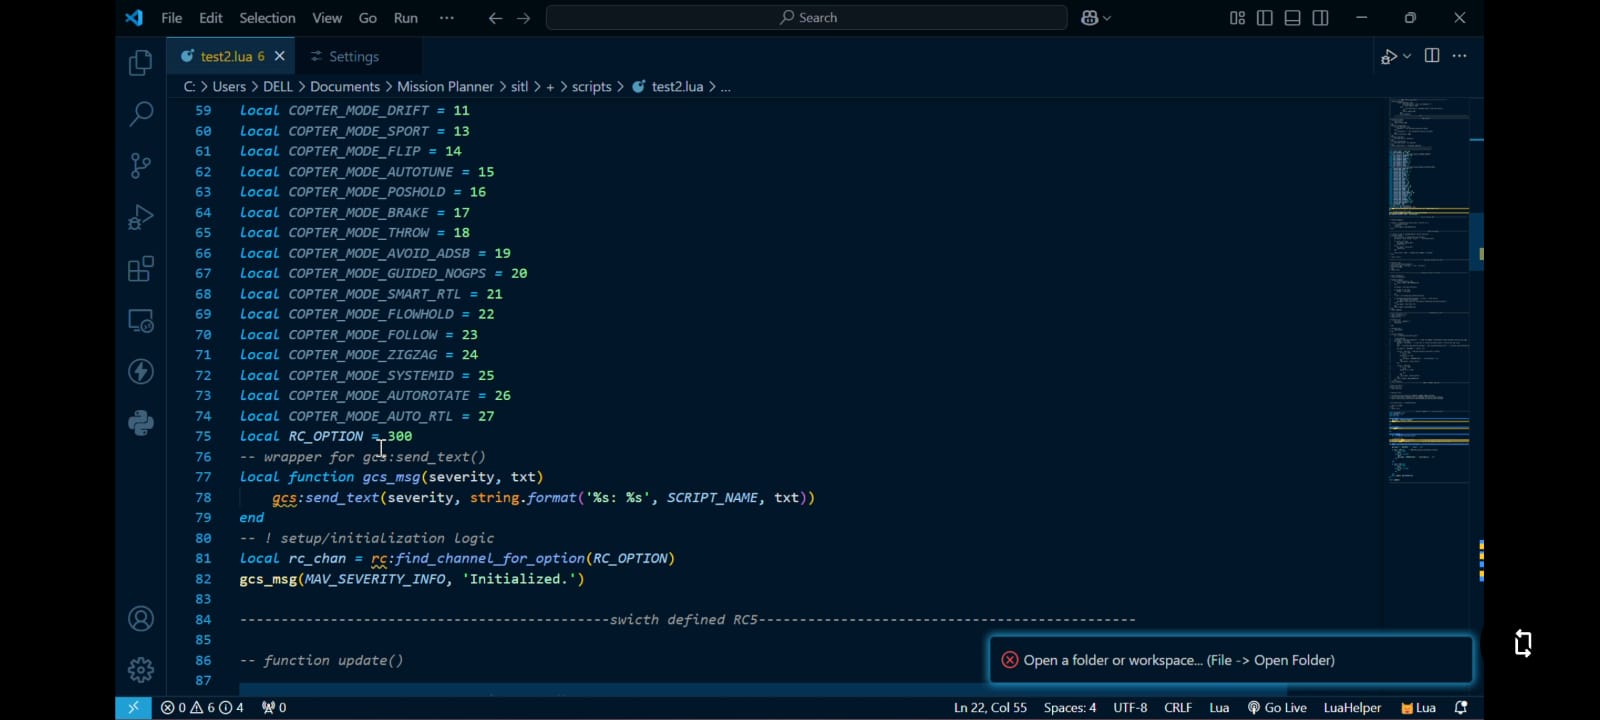 File Edit Selection View Go Run ··· Search
test2.lua 6 Settings
C: > Users > DELL > Documents > Mission Planner > sitl > + > scripts > test2.lua > ...
59 local COPTER_MODE_DRIFT = 11
60 local COPTER_MODE_SPORT = 13
61 local COPTER_MODE_FLIP = 14
62 local COPTER_MODE_AUTOTUNE = 15
63 local COPTER_MODE_POSHOLD = 16
64 local COPTER_MODE_BRAKE = 17
65 local COPTER_MODE_THROW = 18
66 local COPTER_MODE_AVOID_ADSB = 19
67 local COPTER_MODE_GUIDED_NOGPS = 20
68 local COPTER_MODE_SMART_RTL = 21
69 local COPTER_MODE_FLOWHOLD = 22
70 local COPTER_MODE_FOLLOW = 23
71 local COPTER_MODE_ZIGZAG = 24
72 local COPTER_MODE_SYSTEMID = 25
73 local COPTER_MODE_AUTOROTATE = 26
74 local COPTER_MODE_AUTO_RTL = 27
75 local RC_OPTION = 300
76 -- wrapper for gcs:send_text()
77 local function gcs_msg(severity, txt)
78 gcs:send_text(severity, string.format('%s: %s', SCRIPT_NAME, txt))
79 end
80 -- ! setup/initialization logic
81 local rc_chan = rc:find_channel_for_option(RC_OPTION)
82 gcs_msg(MAV_SEVERITY_INFO, 'Initialized.')
83
84 ---------------------------------------------swicth defined RC5----------------------------------------------
85
86 -- function update()
87
Open a folder or workspace... (File -> Open Folder)
0 6 4 0 Ln 22, Col 55 Spaces: 4 UTF-8 CRLF Lua Go Live LuaHelper Lua